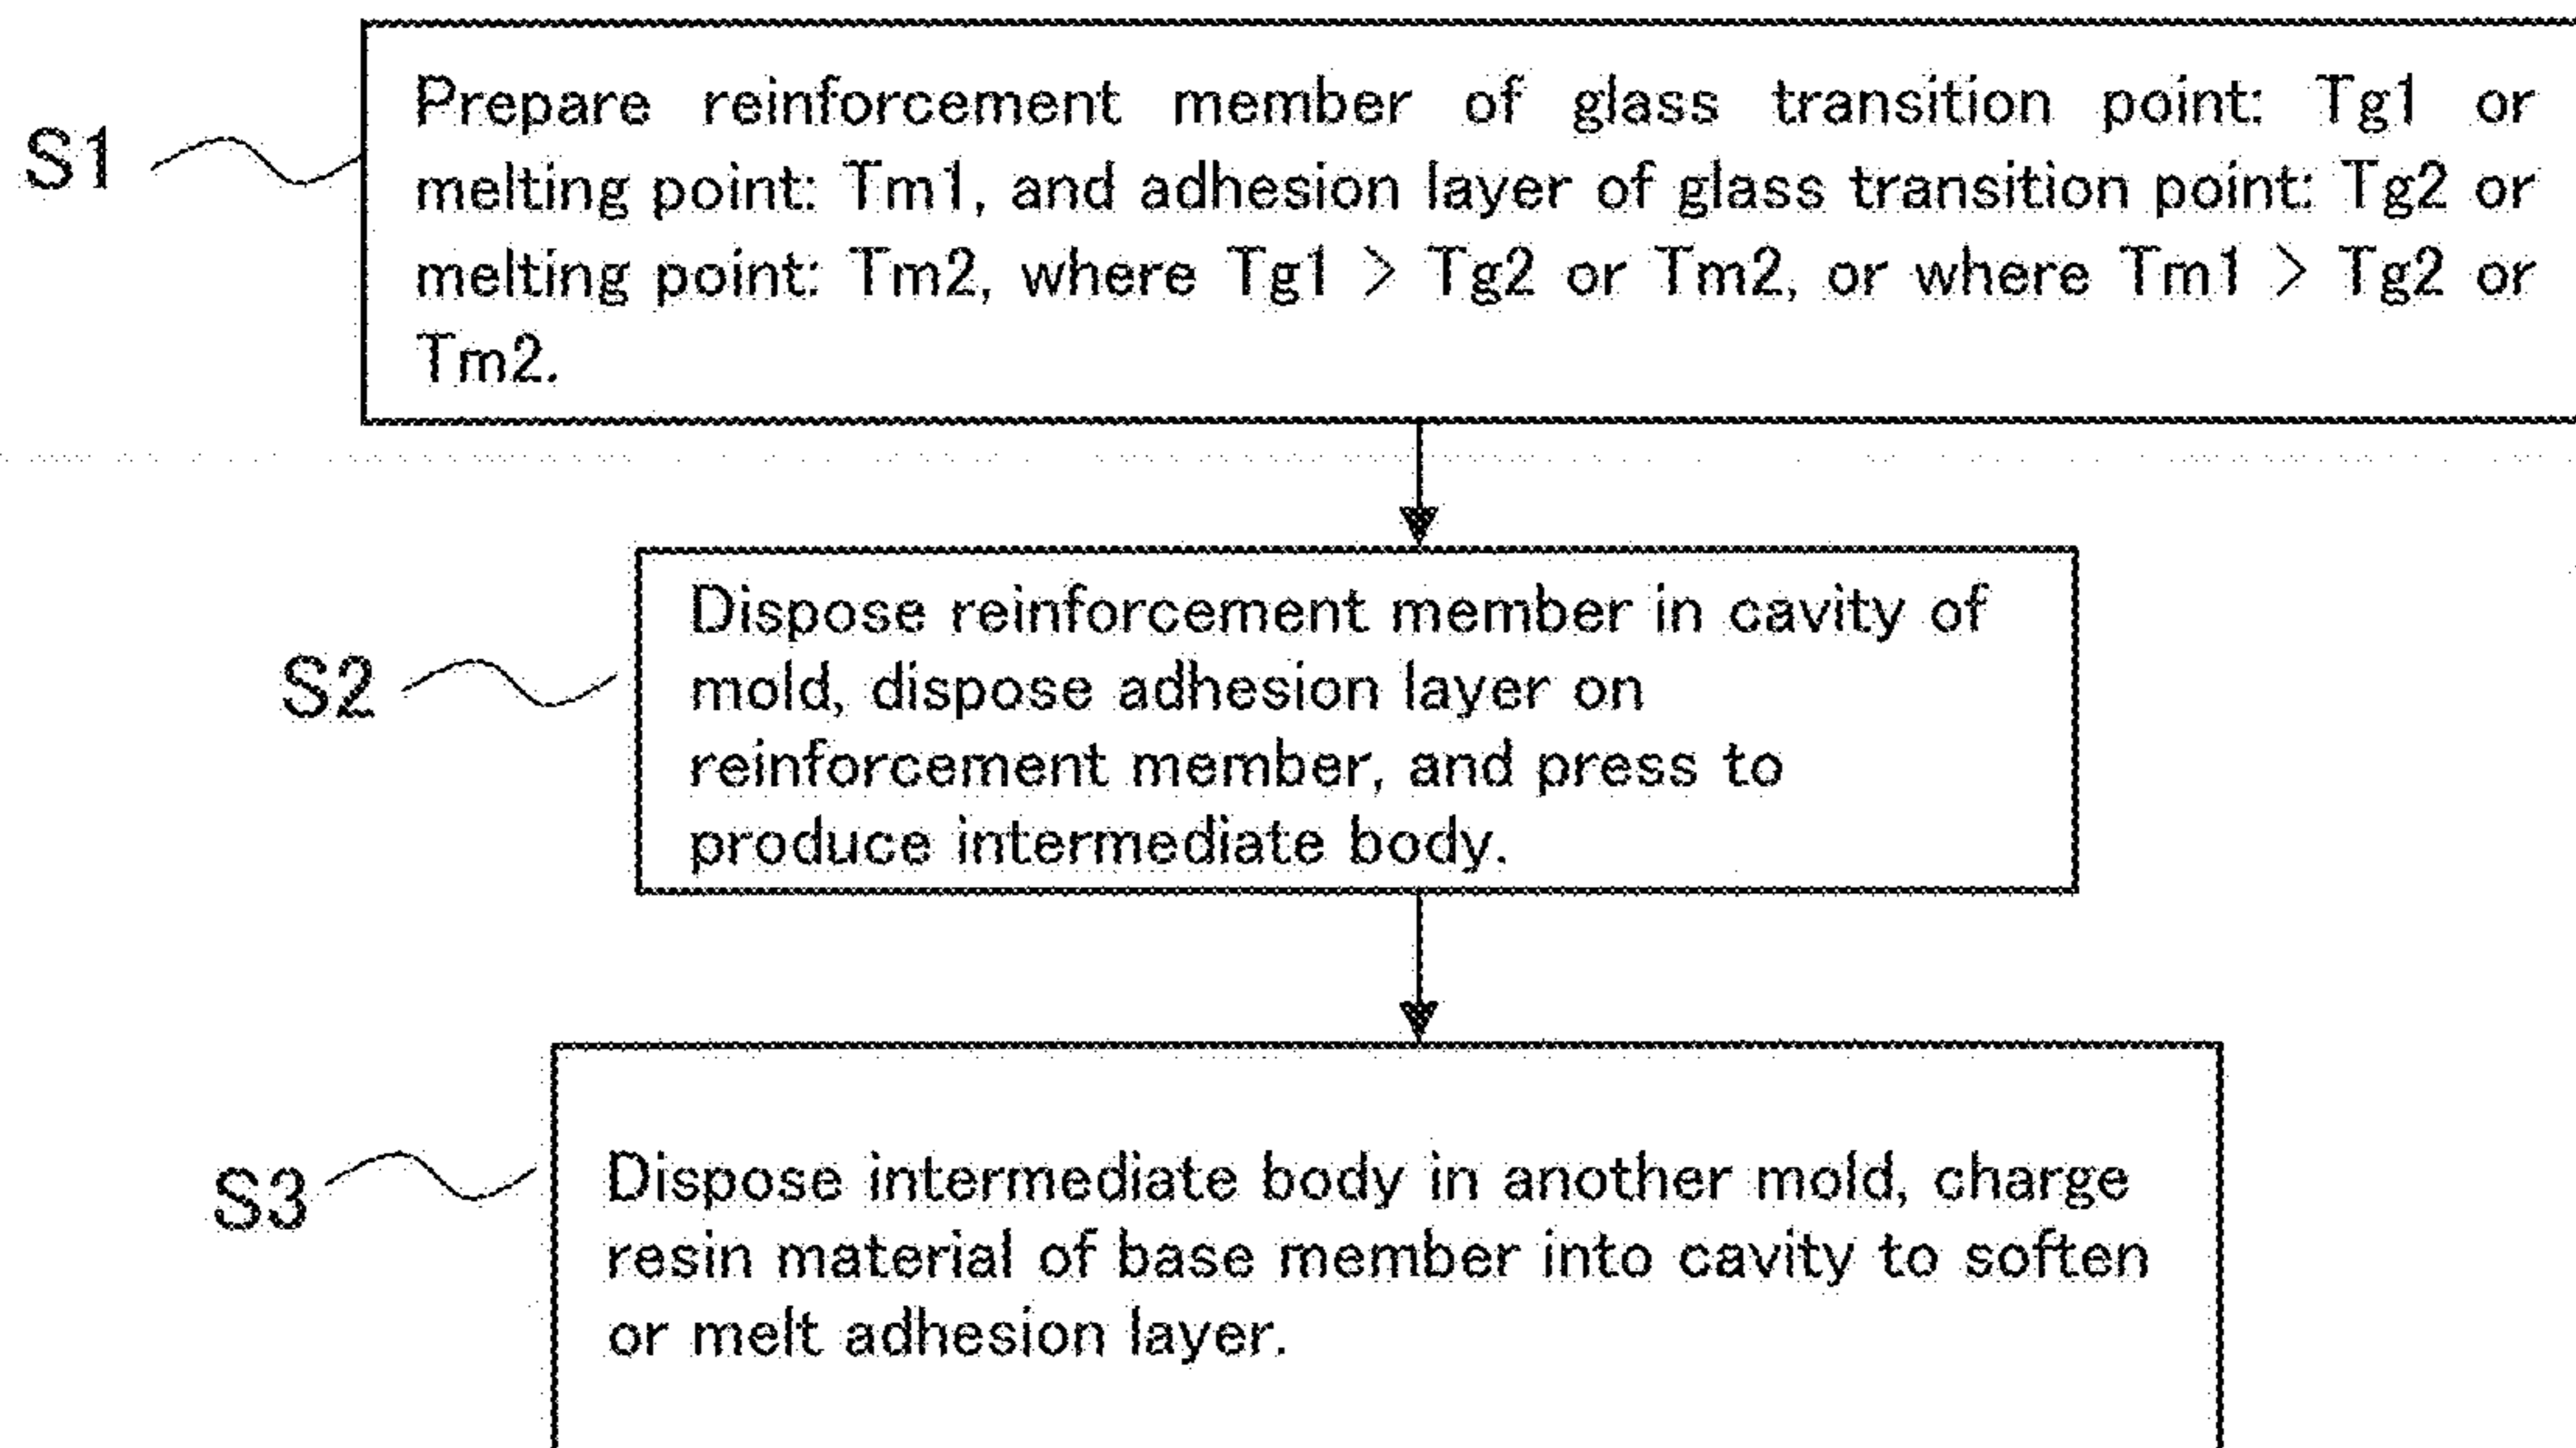 S1
Prepare reinforcement member of glass transition point: Tg1 or
melting point: Tm1, and adhesion layer of glass transition point: Tg2 or
melting point: Tm2, where Tg1 > Tg2 or Tm2, or where Tm1 > Tg2 or
Tm2.
S2
Dispose reinforcement member in cavity of
mold, dispose adhesion layer on
reinforcement member, and press to
produce intermediate body.
S3
Dispose intermediate body in another mold, charge
resin material of base member into cavity to soften
or melt adhesion layer.